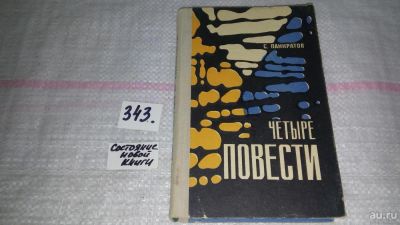 343.
Состояние
новой
книги
С. ПАНКРАТОВ
ЧЕТЫРЕ
ПОВЕСТИ
au.ru